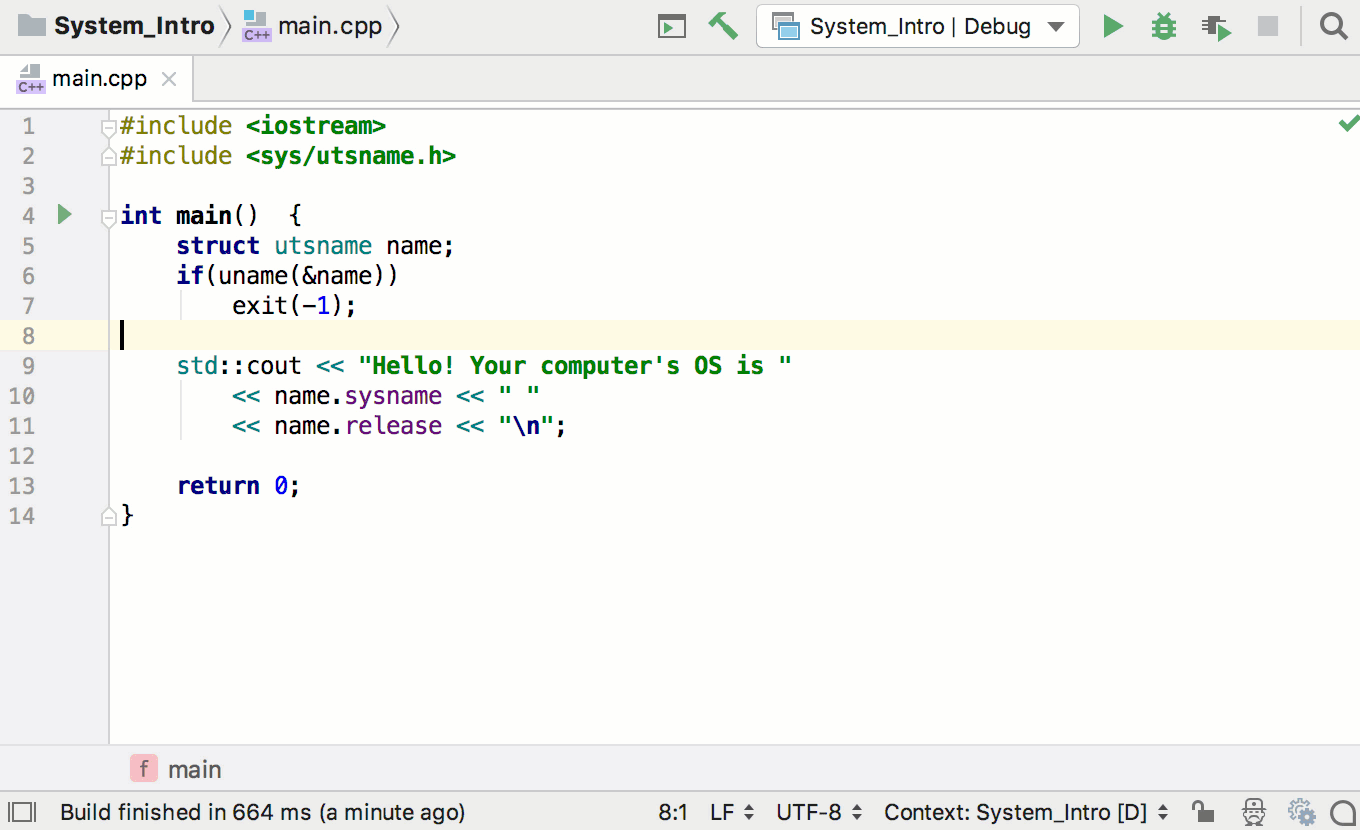 System_Intro C++ main.cpp System_Intro | Debug
C++ main.cpp
1 #include <iostream>
2 #include <sys/utsname.h>
3
4 int main()  {
5     struct utsname name;
6     if(uname(&name))
7         exit(-1);
8
9     std::cout << "Hello! Your computer's OS is "
10         << name.sysname << " "
11         << name.release << "\n";
12
13     return 0;
14 }
f main
Build finished in 664 ms (a minute ago) 8:1 LF UTF-8 Context: System_Intro [D]